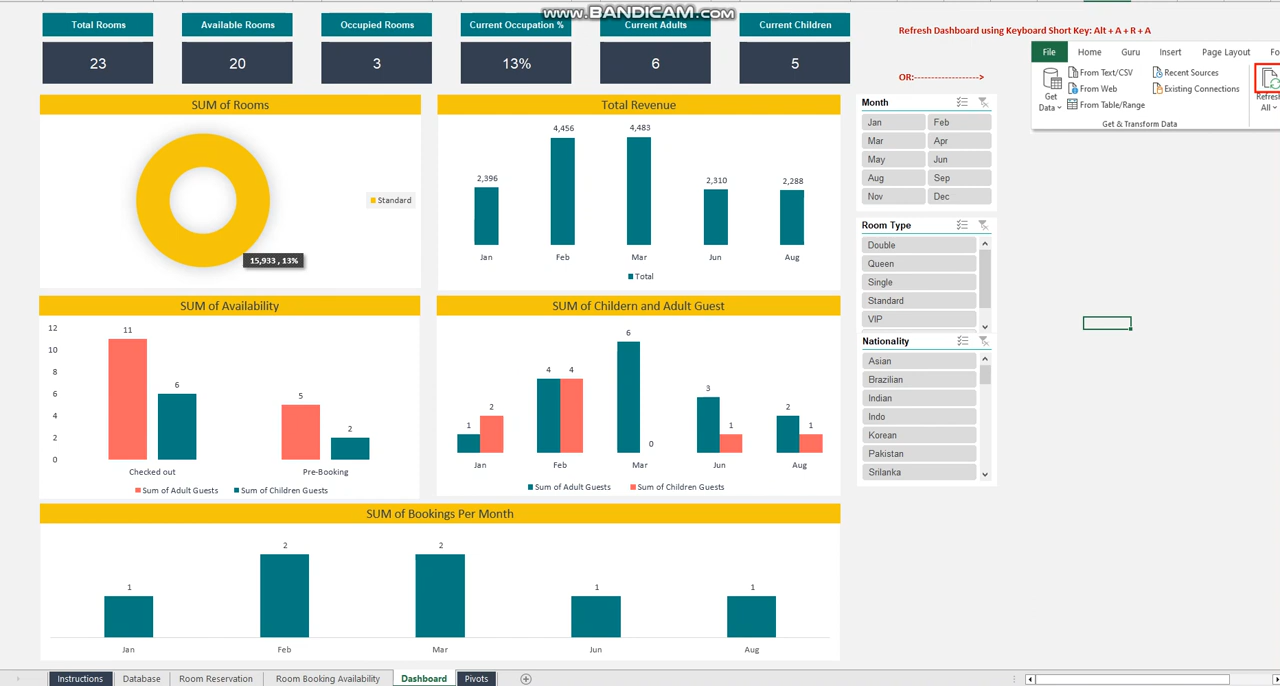 www.BANDICAM.com
Total Rooms
Available Rooms
Occupied Rooms
Current Occupation %
Current Adults
Current Children
23
20
3
13%
6
5
Refresh Dashboard using Keyboard Short Key: Alt + A + R + A
OR:------------------>
File Home Guru Insert Page Layout Fo
Get Data
From Text/CSV
From Web
From Table/Range
Recent Sources
Existing Connections
Refresh All
Get & Transform Data
SUM of Rooms
Standard
15,933 , 13%
Total Revenue
2,396
4,456
4,483
2,310
2,288
Jan Feb Mar Jun Aug
Total
Month
Jan Feb
Mar Apr
May Jun
Aug Sep
Nov Dec
Room Type
Double
Queen
Single
Standard
VIP
Nationality
Asian
Brazilian
Indian
Indo
Korean
Pakistan
Srilanka
SUM of Availability
12
10
8
6
4
2
0
11
6
5
2
Checked out Pre-Booking
Sum of Adult Guests Sum of Children Guests
SUM of Childern and Adult Guest
1 2
4 4
6 0
3 1
2 1
Jan Feb Mar Jun Aug
Sum of Adult Guests Sum of Children Guests
SUM of Bookings Per Month
1 2 2 1 1
Jan Feb Mar Jun Aug
Instructions Database Room Reservation Room Booking Availability Dashboard Pivots